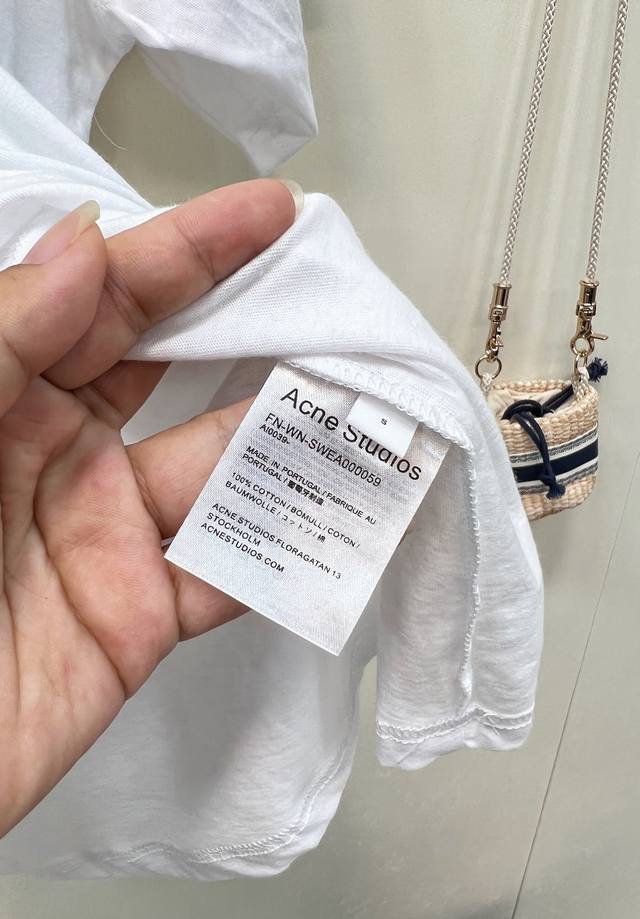 S
Acne Studios
FN-WN-SWEA000059
AI0039-
MADE IN PORTUGAL / FABRIQUE AU
PORTUGAL / 葡萄牙制造
100% COTTON / BOMULL / COTON /
BAUMWOLLE / コットン / 棉
ACNE STUDIOS FLORAGATAN 13
STOCKHOLM
ACNESTUDIOS.COM